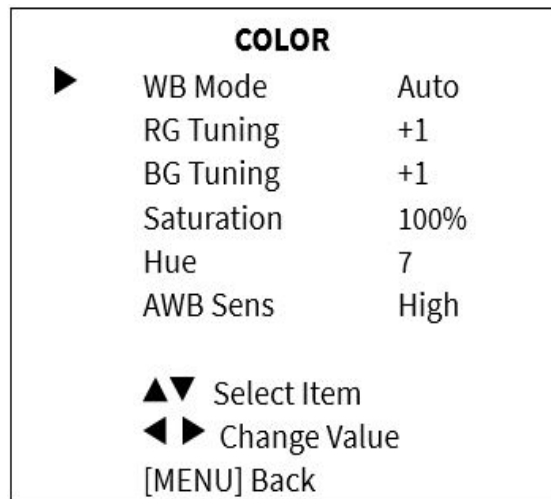 COLOR
▶ WB Mode Auto
RG Tuning +1
BG Tuning +1
Saturation 100%
Hue 7
AWB Sens High
▲▼ Select Item
◀ ▶ Change Value
[MENU] Back